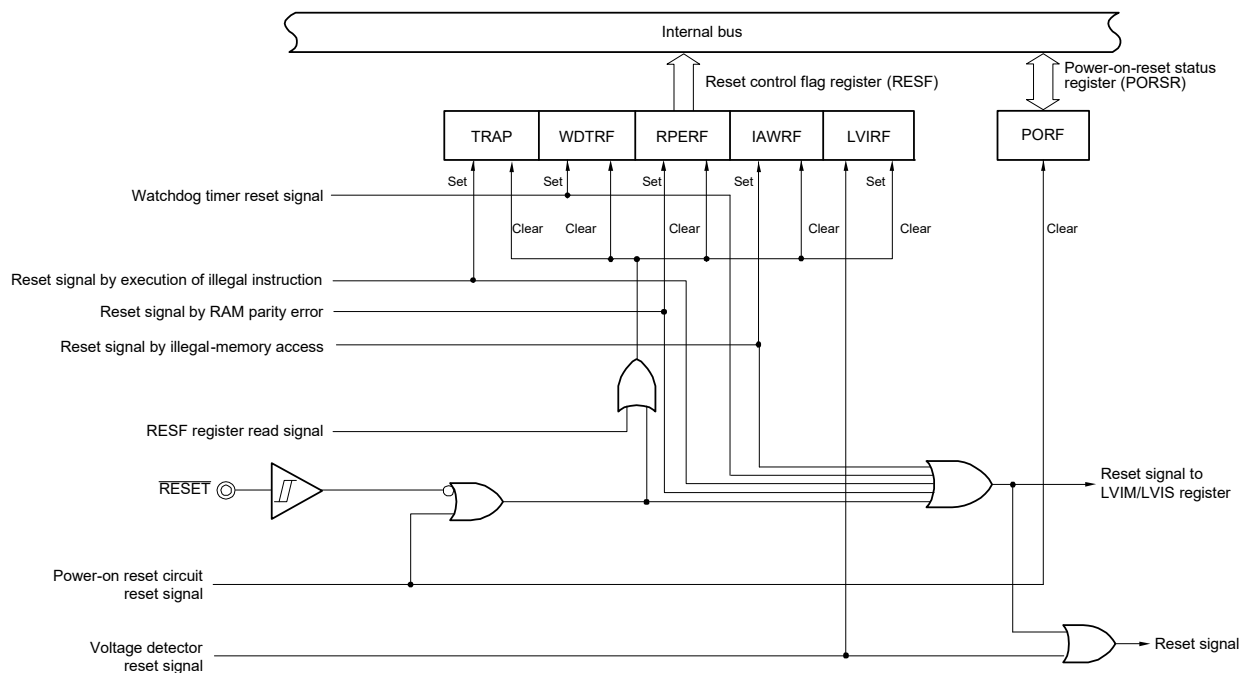 Internal bus
Reset control flag register (RESF)
Power-on-reset status
register (PORSR)
TRAP WDTRF RPERF IAWRF LVIRF PORF
Set Set Set Set Set
Watchdog timer reset signal
Clear Clear Clear Clear Clear Clear
Reset signal by execution of illegal instruction
Reset signal by RAM parity error
Reset signal by illegal-memory access
RESF register read signal
RESET
Reset signal to
LVIM/LVIS register
Power-on reset circuit
reset signal
Voltage detector
reset signal
Reset signal